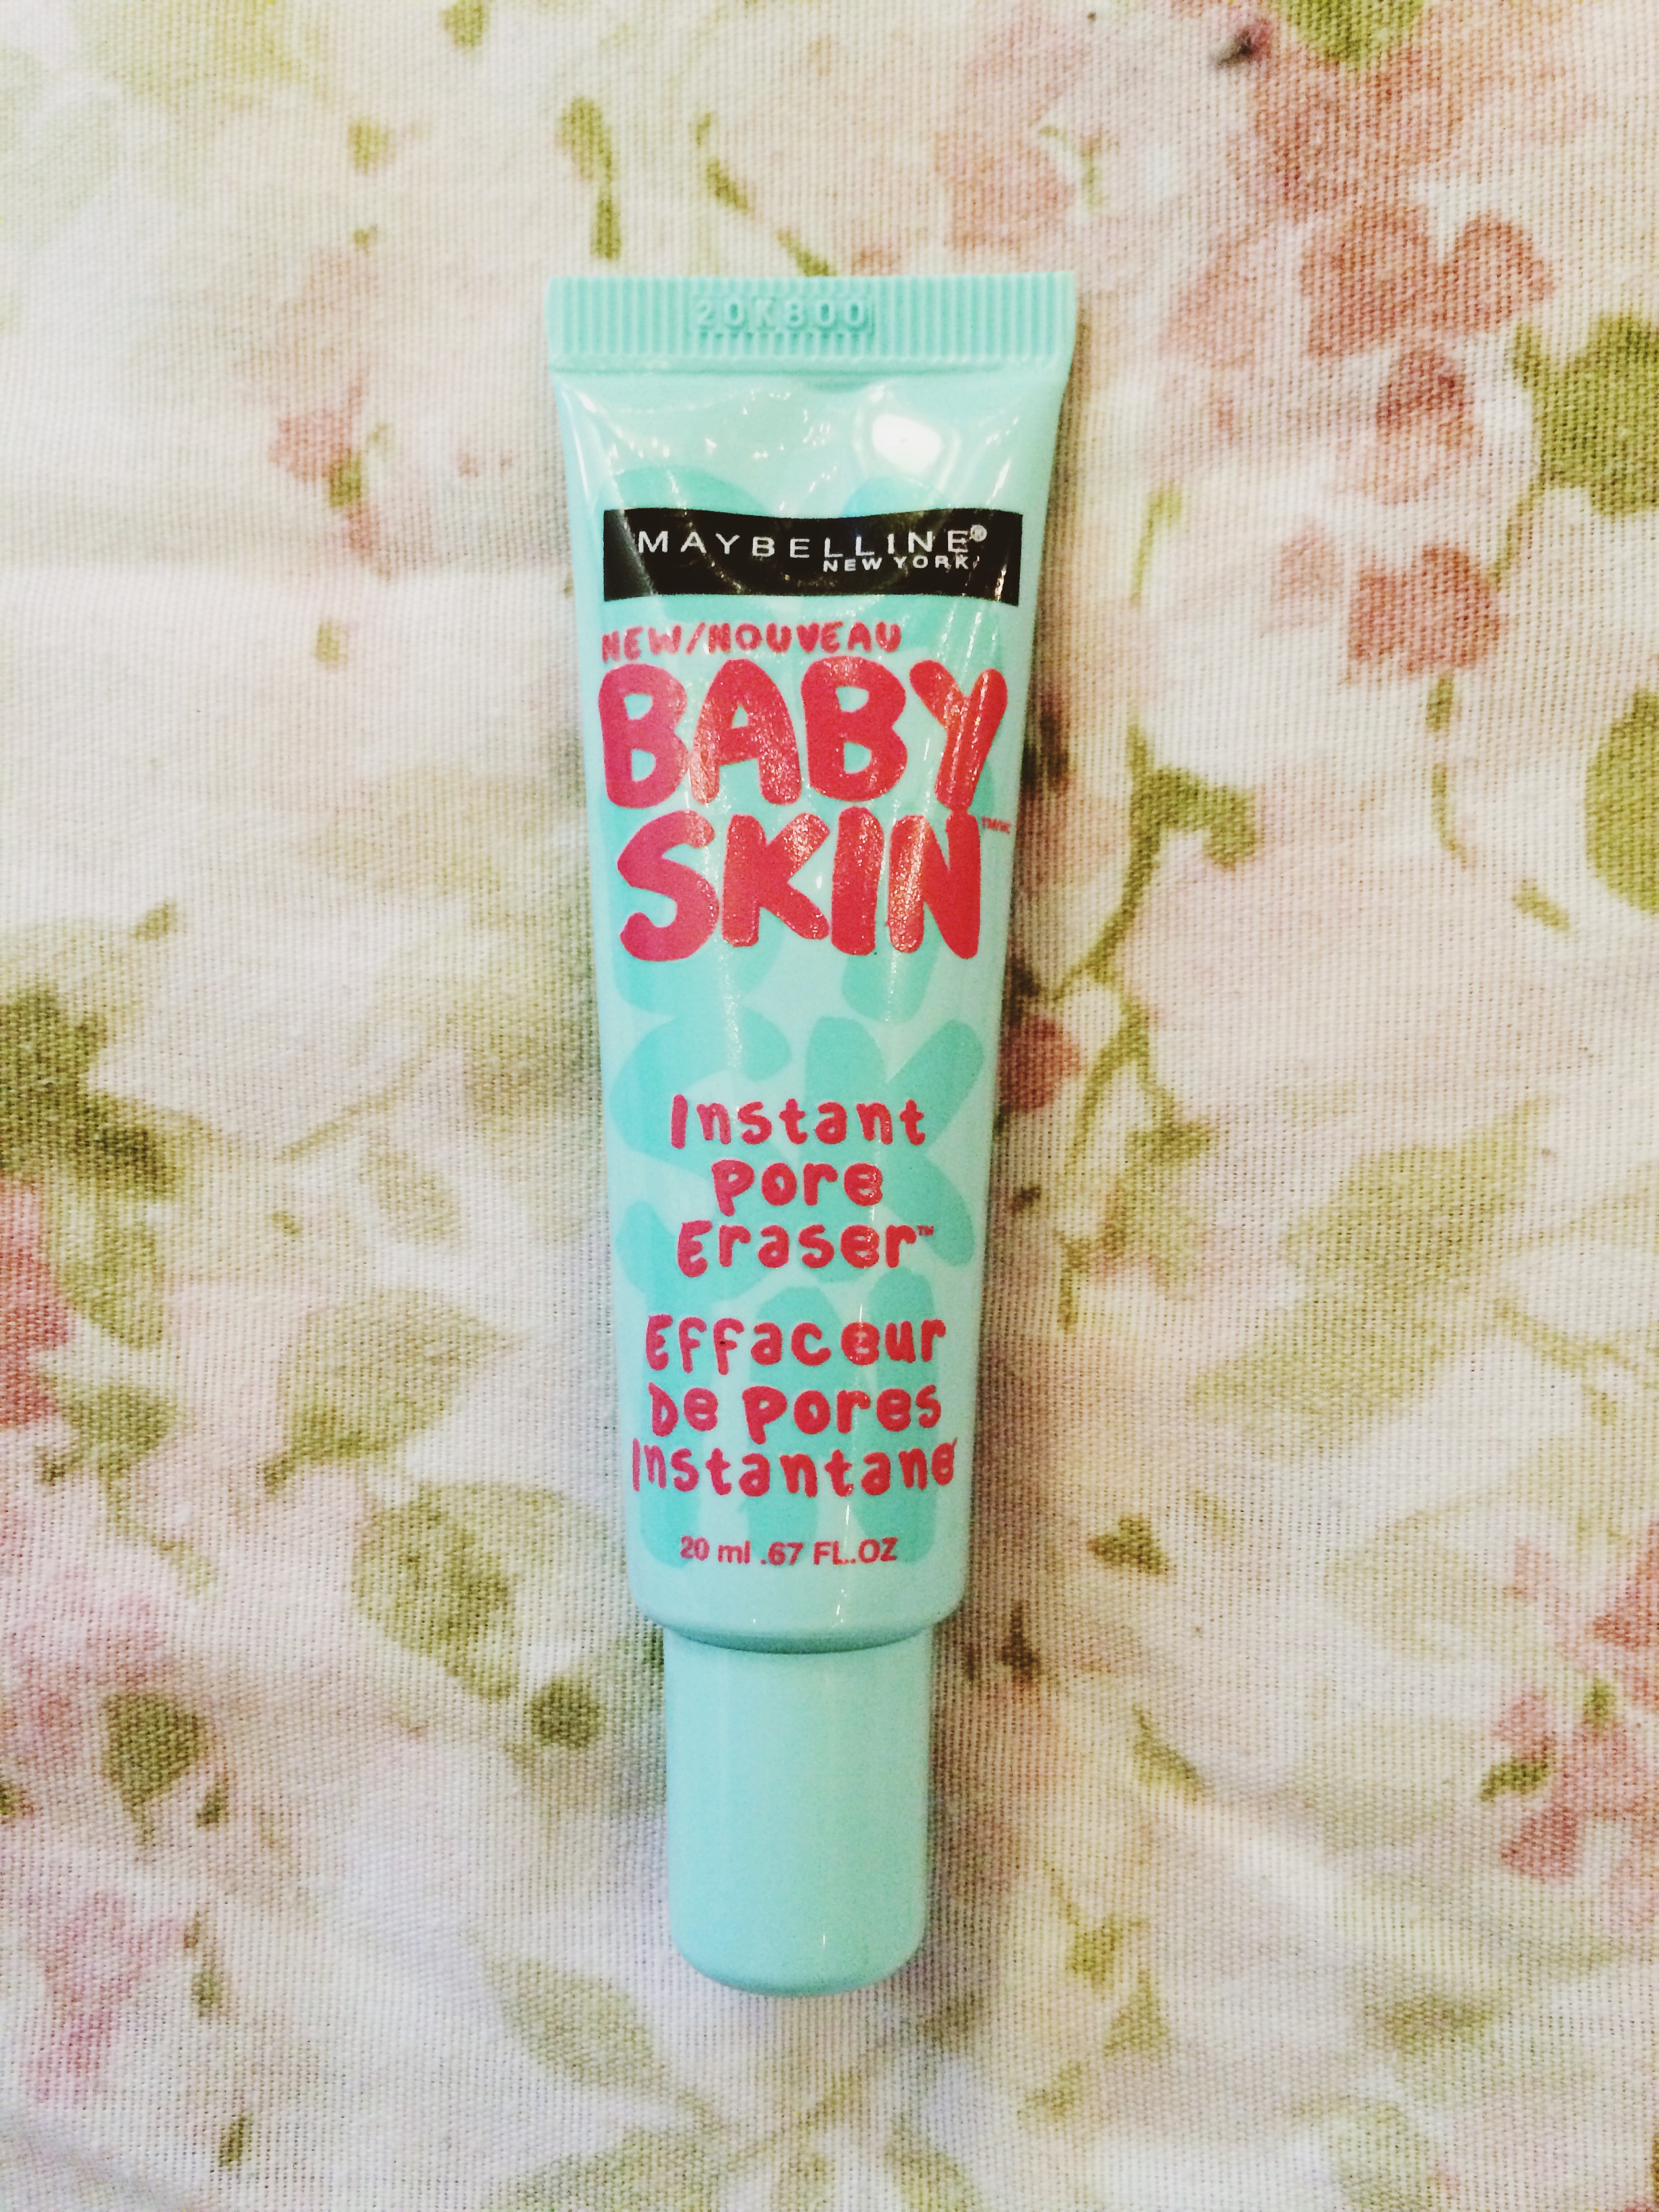 20K800
MAYBELLINE®
NEW YORK
NEW/NOUVEAU
BABY
SKIN
Instant
Pore
Eraser™
Effaceur
De Pores
Instantané
20 ml .67 FL.OZ